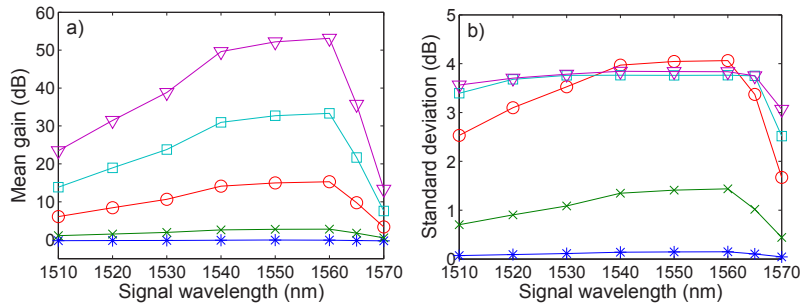 a)
60
50
40
30
20
10
0
Mean gain (dB)
1510 1520 1530 1540 1550 1560 1570
Signal wavelength (nm)
b)
5
4
3
2
1
0
Standard deviation (dB)
1510 1520 1530 1540 1550 1560 1570
Signal wavelength (nm)